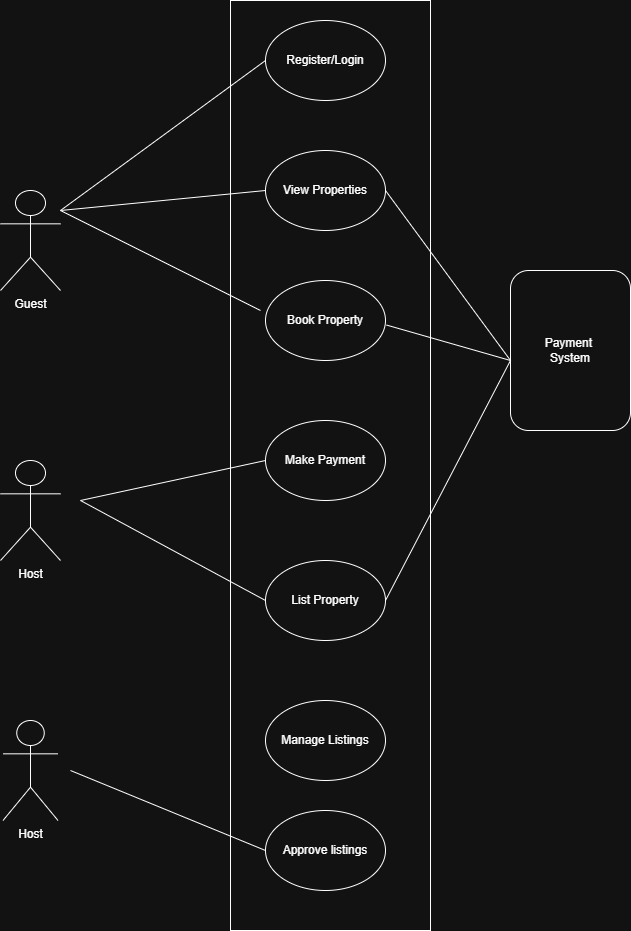 Register/Login
View Properties
Guest
Book Property
Payment
System
Make Payment
Host
List Property
Manage Listings
Host
Approve listings